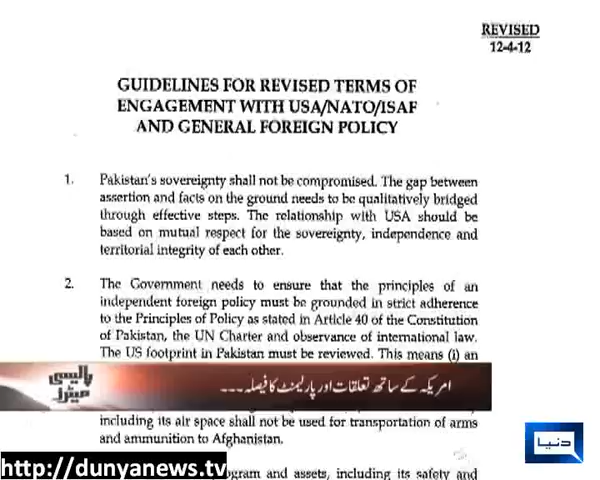 REVISED
12-4-12
GUIDELINES FOR REVISED TERMS OF
ENGAGEMENT WITH USA/NATO/ISAF
AND GENERAL FOREIGN POLICY
1. Pakistan's sovereignty shall not be compromised. The gap between
assertion and facts on the ground needs to be qualitatively bridged
through effective steps. The relationship with USA should be
based on mutual respect for the sovereignty, independence and
territorial integrity of each other.
2. The Government needs to ensure that the principles of an
independent foreign policy must be grounded in strict adherence
to the Principles of Policy as stated in Article 40 of the Constitution
of Pakistan, the UN Charter and observance of international law.
The US footprint in Pakistan must be reviewed. This means (i) an
پالیسی میٹرز
امریکہ کے ساتھ تعلقات اور پارلیمنٹ کا فیصلہ ...
including its air space shall not be used for transportation of arms
and ammunition to Afghanistan.
دنیا
http://dunyanews.tv
and assets, including its safety and